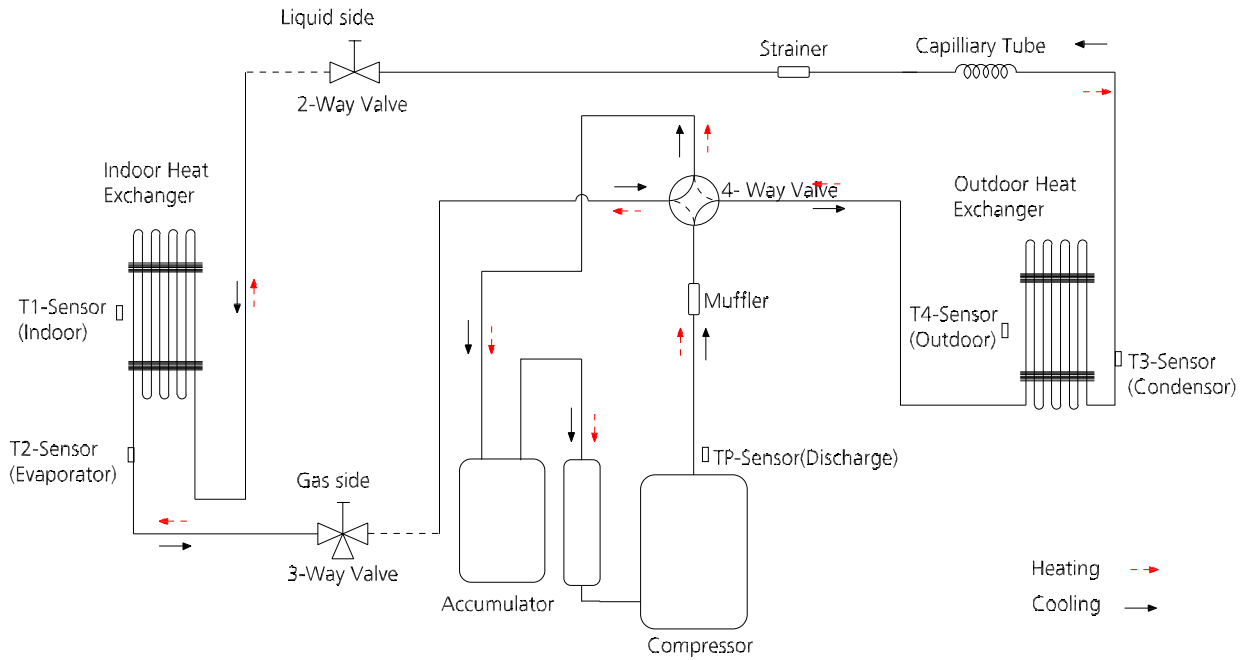 Liquid side
Strainer
Capilliary Tube
2-Way Valve
Indoor Heat
Exchanger
4- Way Valve
Outdoor Heat
Exchanger
T1-Sensor
(Indoor)
Muffler
T4-Sensor
(Outdoor)
T3-Sensor
(Condensor)
T2-Sensor
(Evaporator)
TP-Sensor(Discharge)
Gas side
3-Way Valve
Accumulator
Compressor
Heating
Cooling